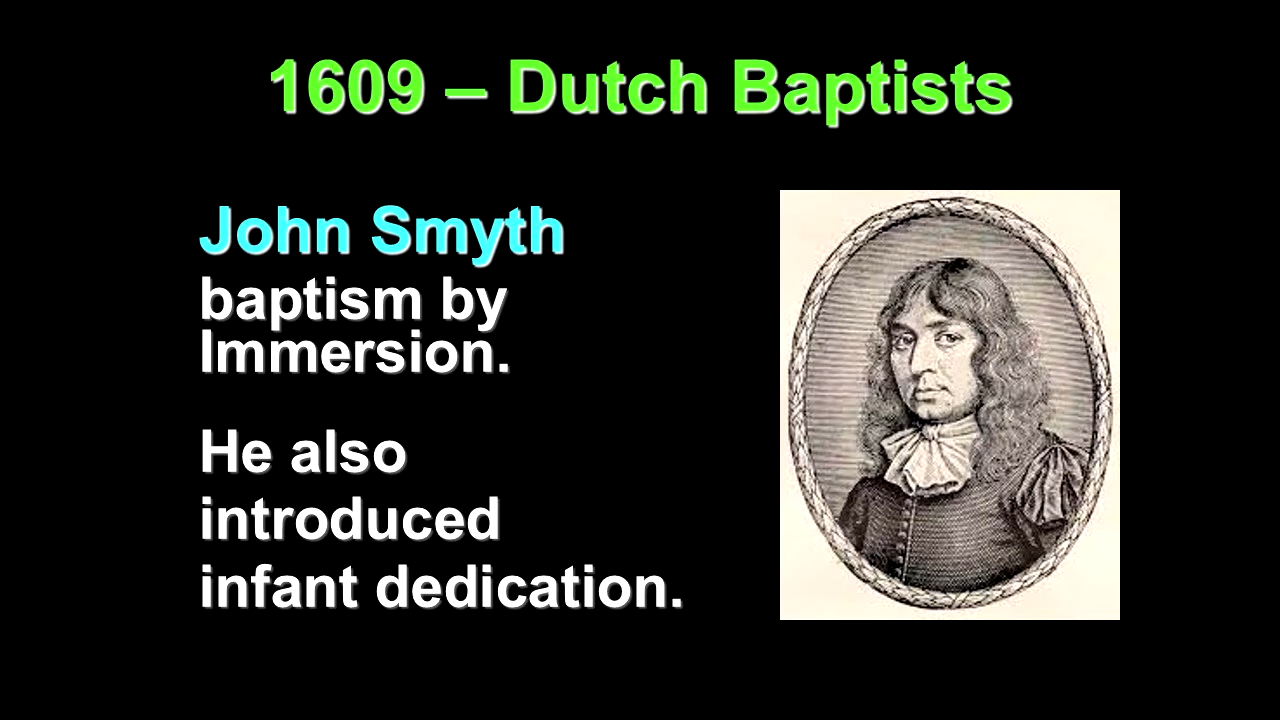 1609 – Dutch Baptists
John Smyth
baptism by
Immersion.
He also
introduced
infant dedication.